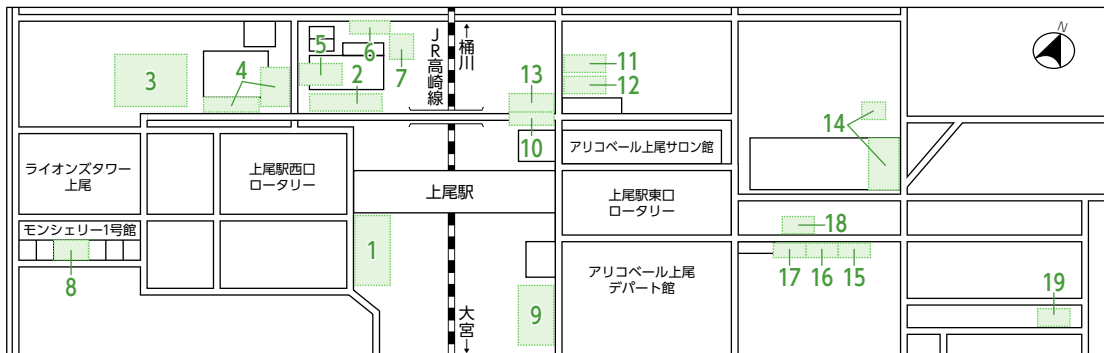 N
5
6
7
3
4
2
JR高崎線
←桶川
13
10
11
12
14
ライオンズタワー
上尾
上尾駅西口
ロータリー
上尾駅
アリコベール上尾サロン館
上尾駅東口
ロータリー
モンシェリー1号館
8
1
大宮→
9
アリコベール上尾
デパート館
18
17
16
15
19